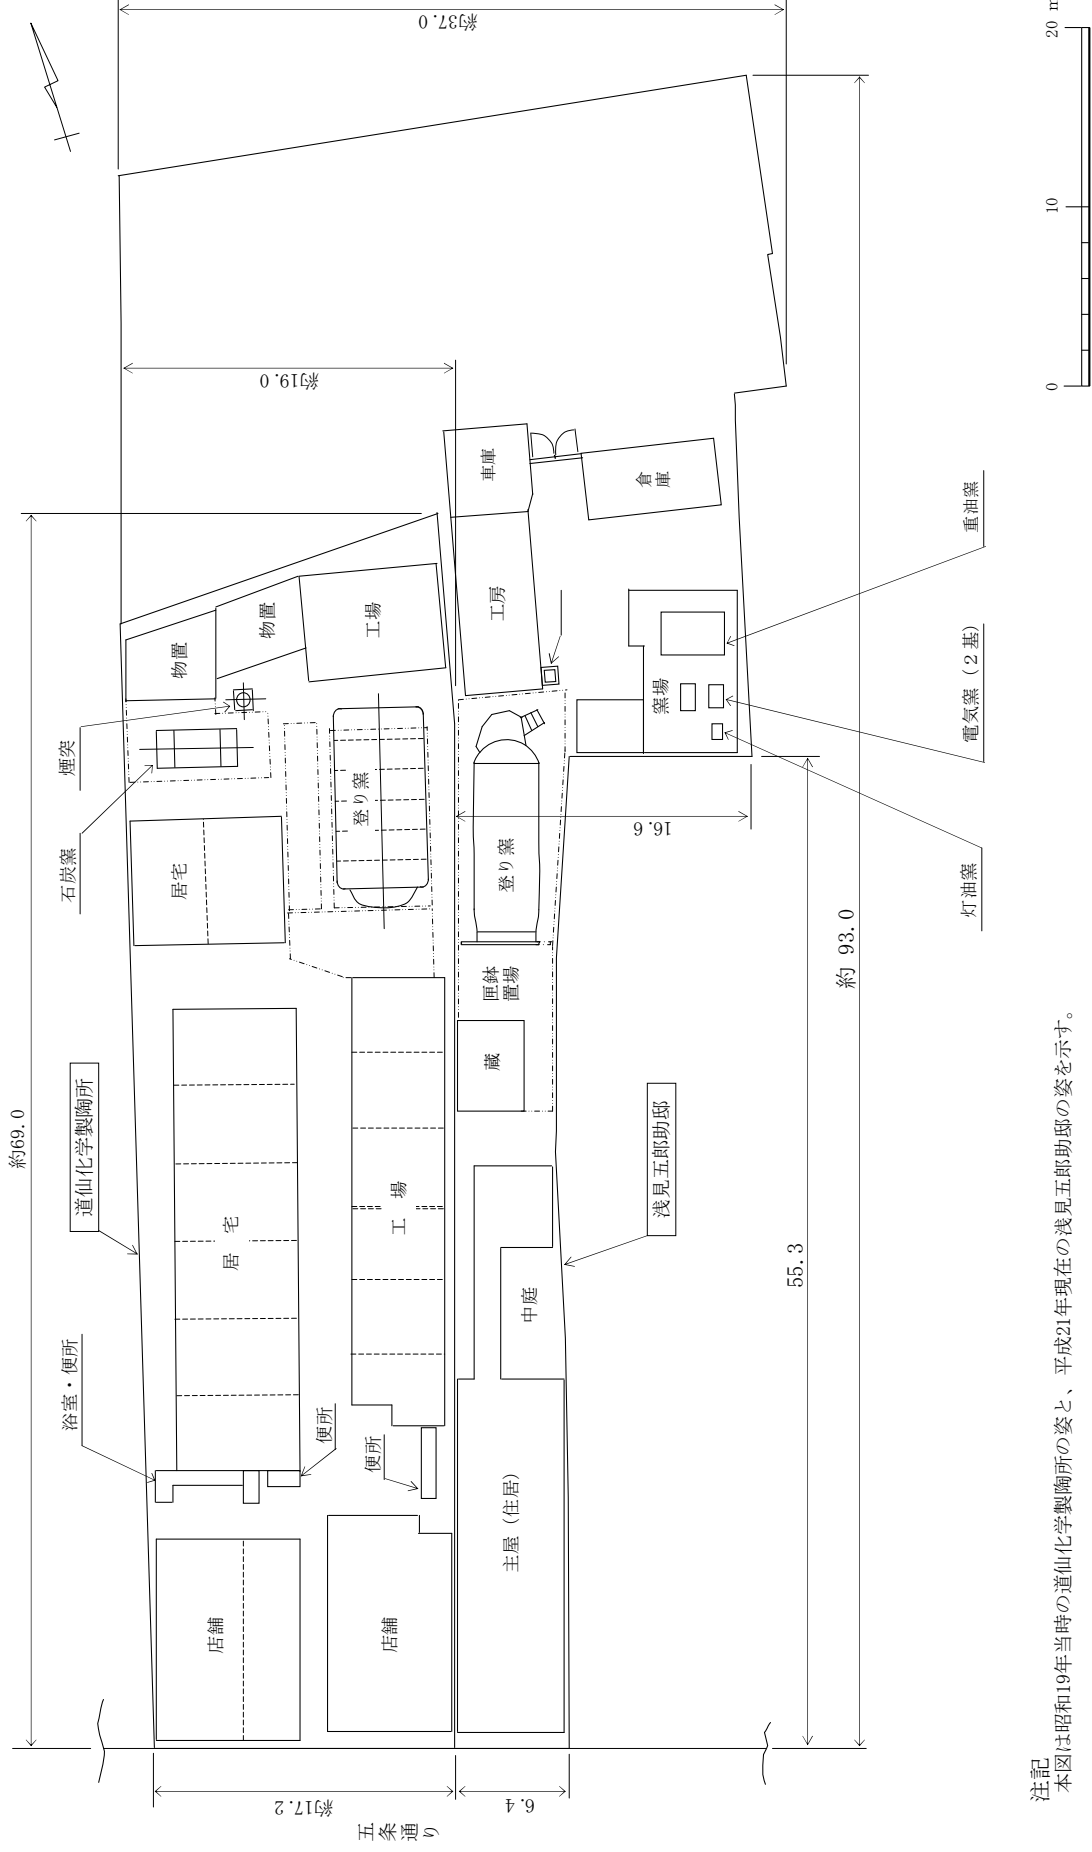 約37.0
20 m
10
0
約19.0
車庫
倉庫
重油窯
物置
物置
工場
工房
窯場
電気窯（２基）
煙突
石炭窯
居宅
登り窯
登り窯
16.6
灯油窯
約 93.0
匣鉢
置場
蔵
約69.0
道仙化学製陶所
居　宅
工　場
浅見五郎助邸
55.3
中庭
浴室・便所
便所
便所
主屋（住居）
店舗
店舗
約17.2
6.4
五条通り
注記
本図は昭和19年当時の道仙化学製陶所の姿と、平成21年現在の浅見五郎助邸の姿を示す。